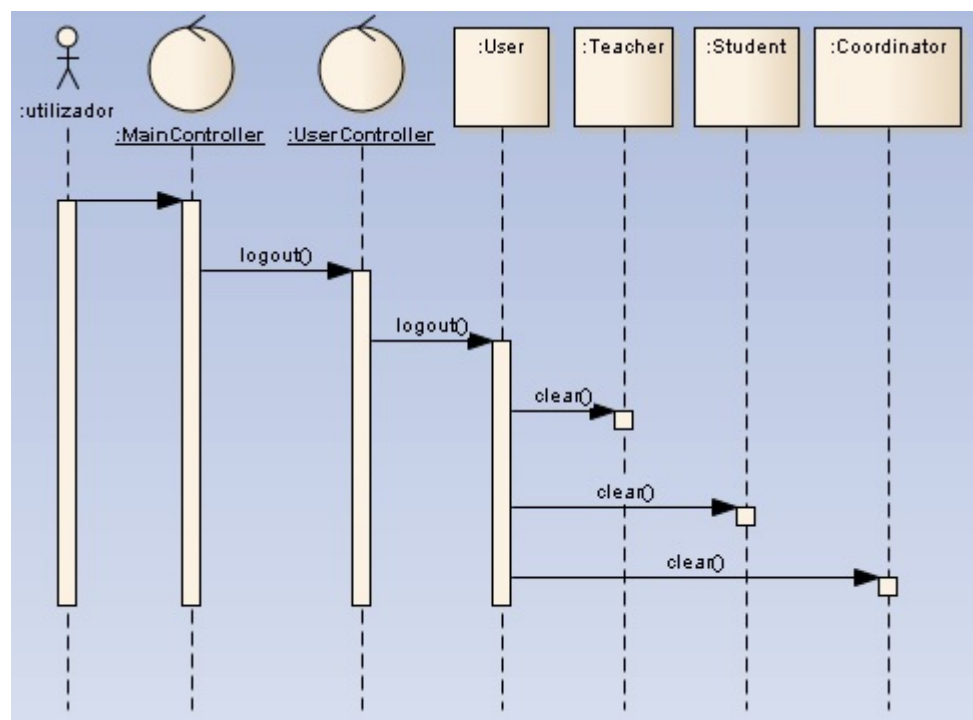 :User
:Teacher
:Student
:Coordinator
:utilizador
:MainController
:UserController
logout()
logout()
clear()
clear()
clear()